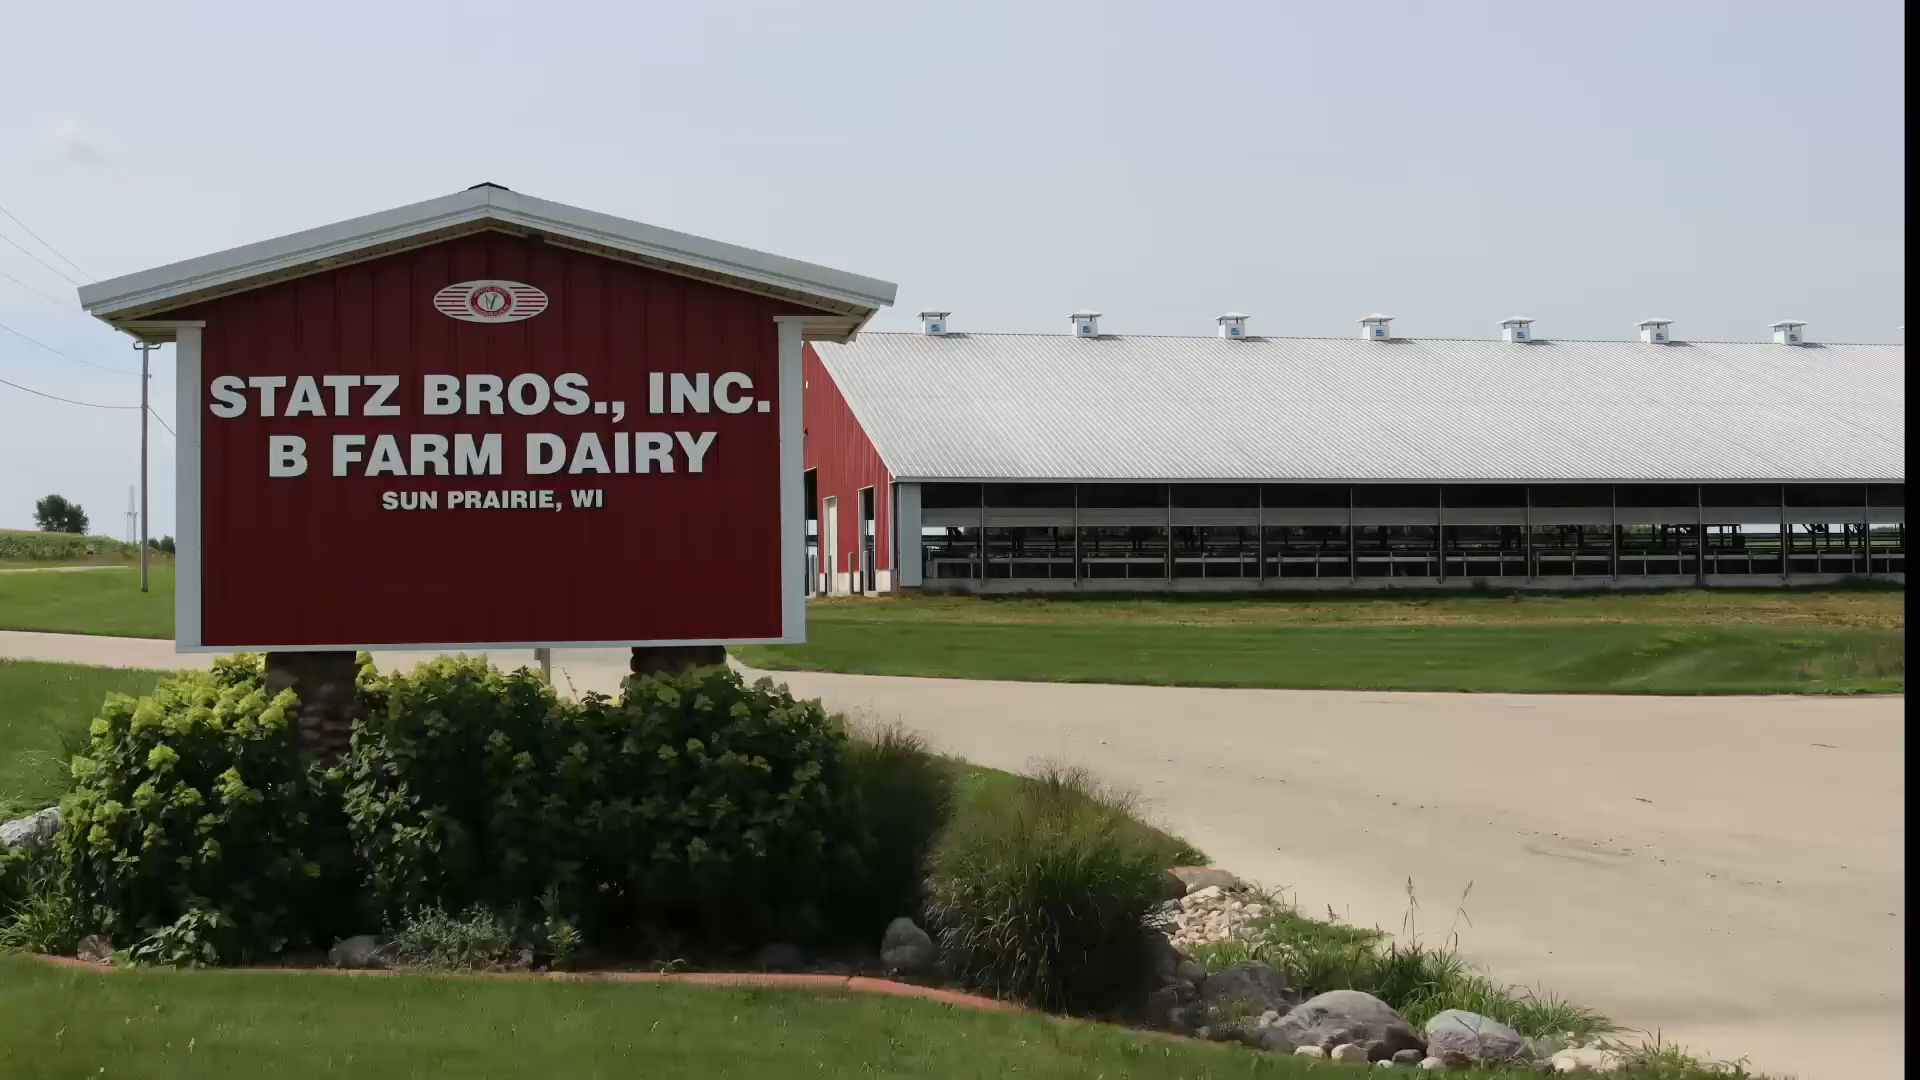 STATZ BROS., INC.
B FARM DAIRY
SUN PRAIRIE, WI